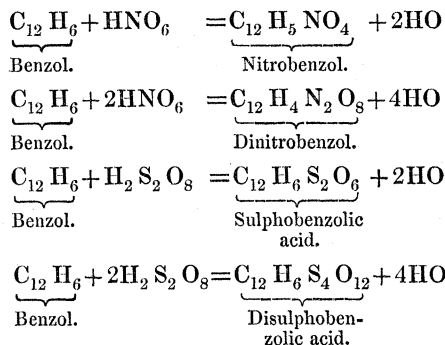 C₁₂ H₆ + HNO₆ = C₁₂ H₅ NO₄ + 2HO
Benzol. Nitrobenzol.
C₁₂ H₆ + 2HNO₆ = C₁₂ H₄ N₂ O₈ + 4HO
Benzol. Dinitrobenzol.
C₁₂ H₆ + H₂ S₂ O₈ = C₁₂ H₆ S₂ O₆ + 2HO
Benzol. Sulphobenzolic
acid.
C₁₂ H₆ + 2H₂ S₂ O₈ = C₁₂ H₆ S₄ O₁₂ + 4HO
Benzol. Disulphoben-
zolic acid.